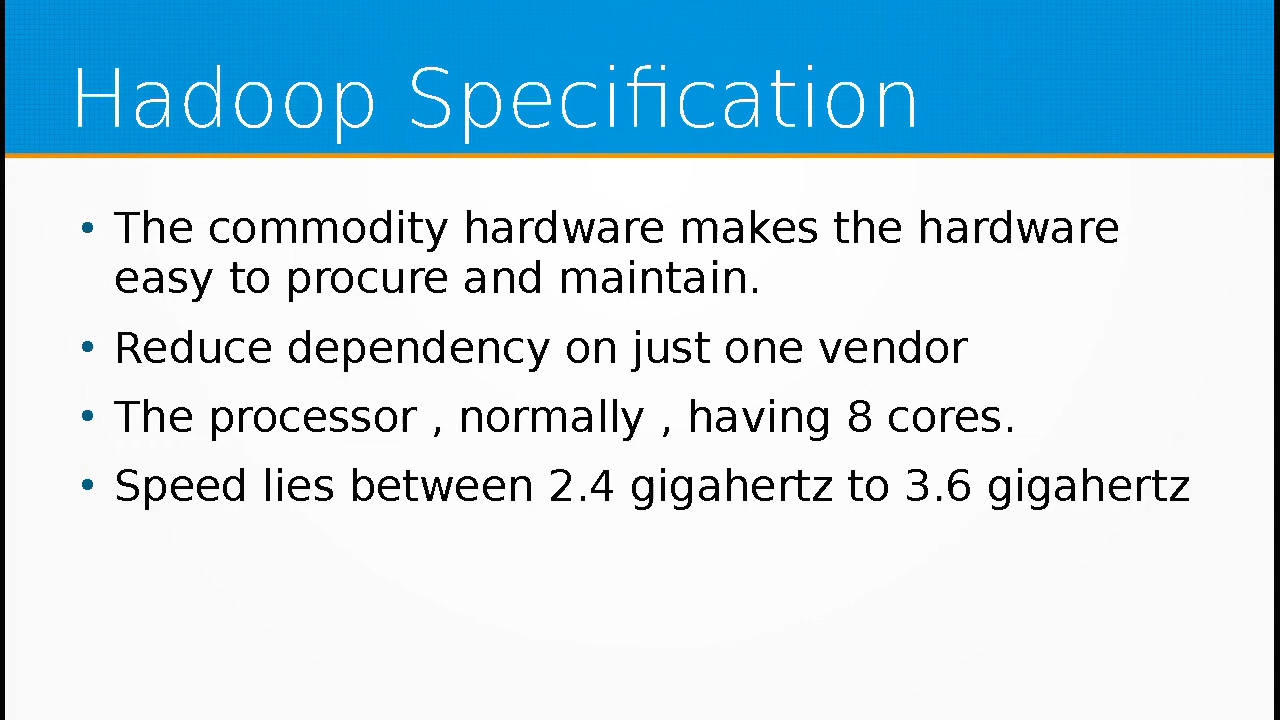 Hadoop Specification
• The commodity hardware makes the hardware
easy to procure and maintain.
• Reduce dependency on just one vendor
• The processor , normally , having 8 cores.
• Speed lies between 2.4 gigahertz to 3.6 gigahertz